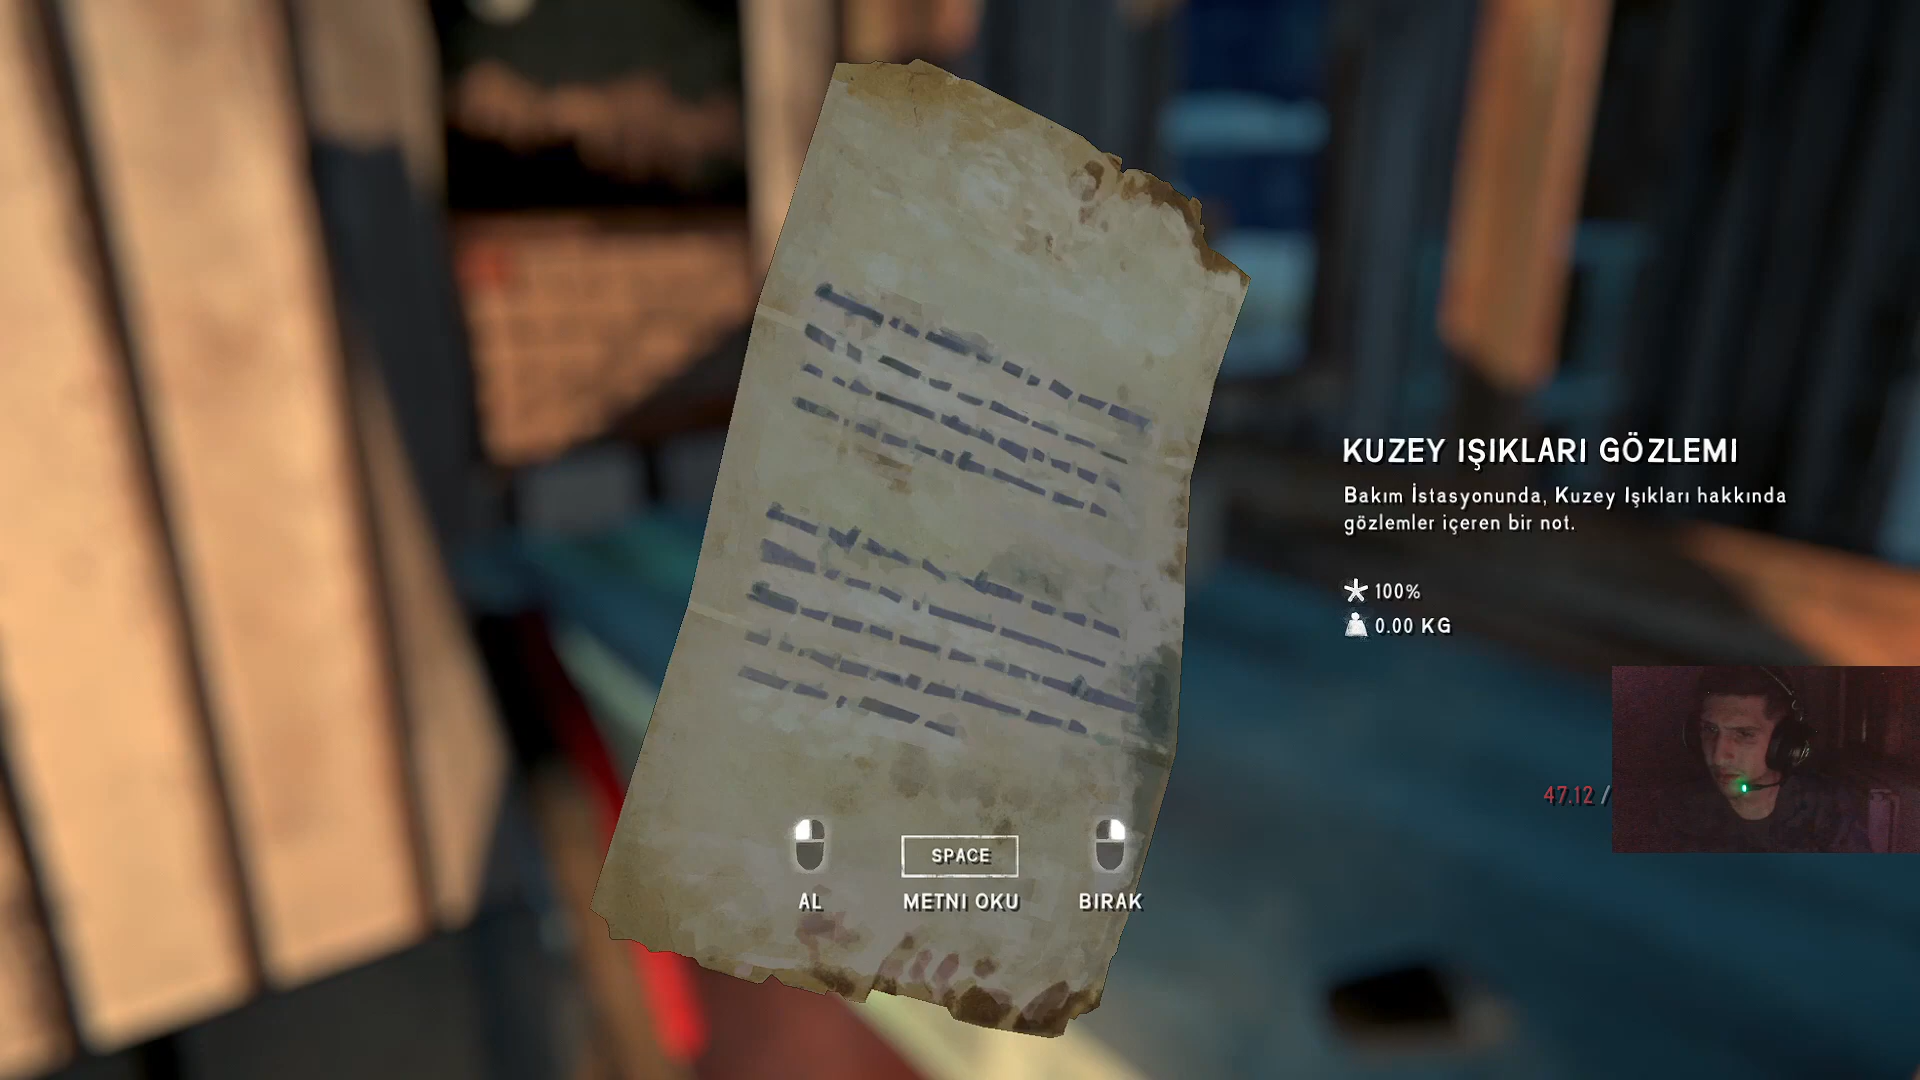 KUZEY IŞIKLARI GÖZLEMI
Bakım İstasyonunda, Kuzey Işıkları hakkında
gözlemler içeren bir not.
100%
0.00 KG
47.12 /
SPACE
AL
METNI OKU
BIRAK